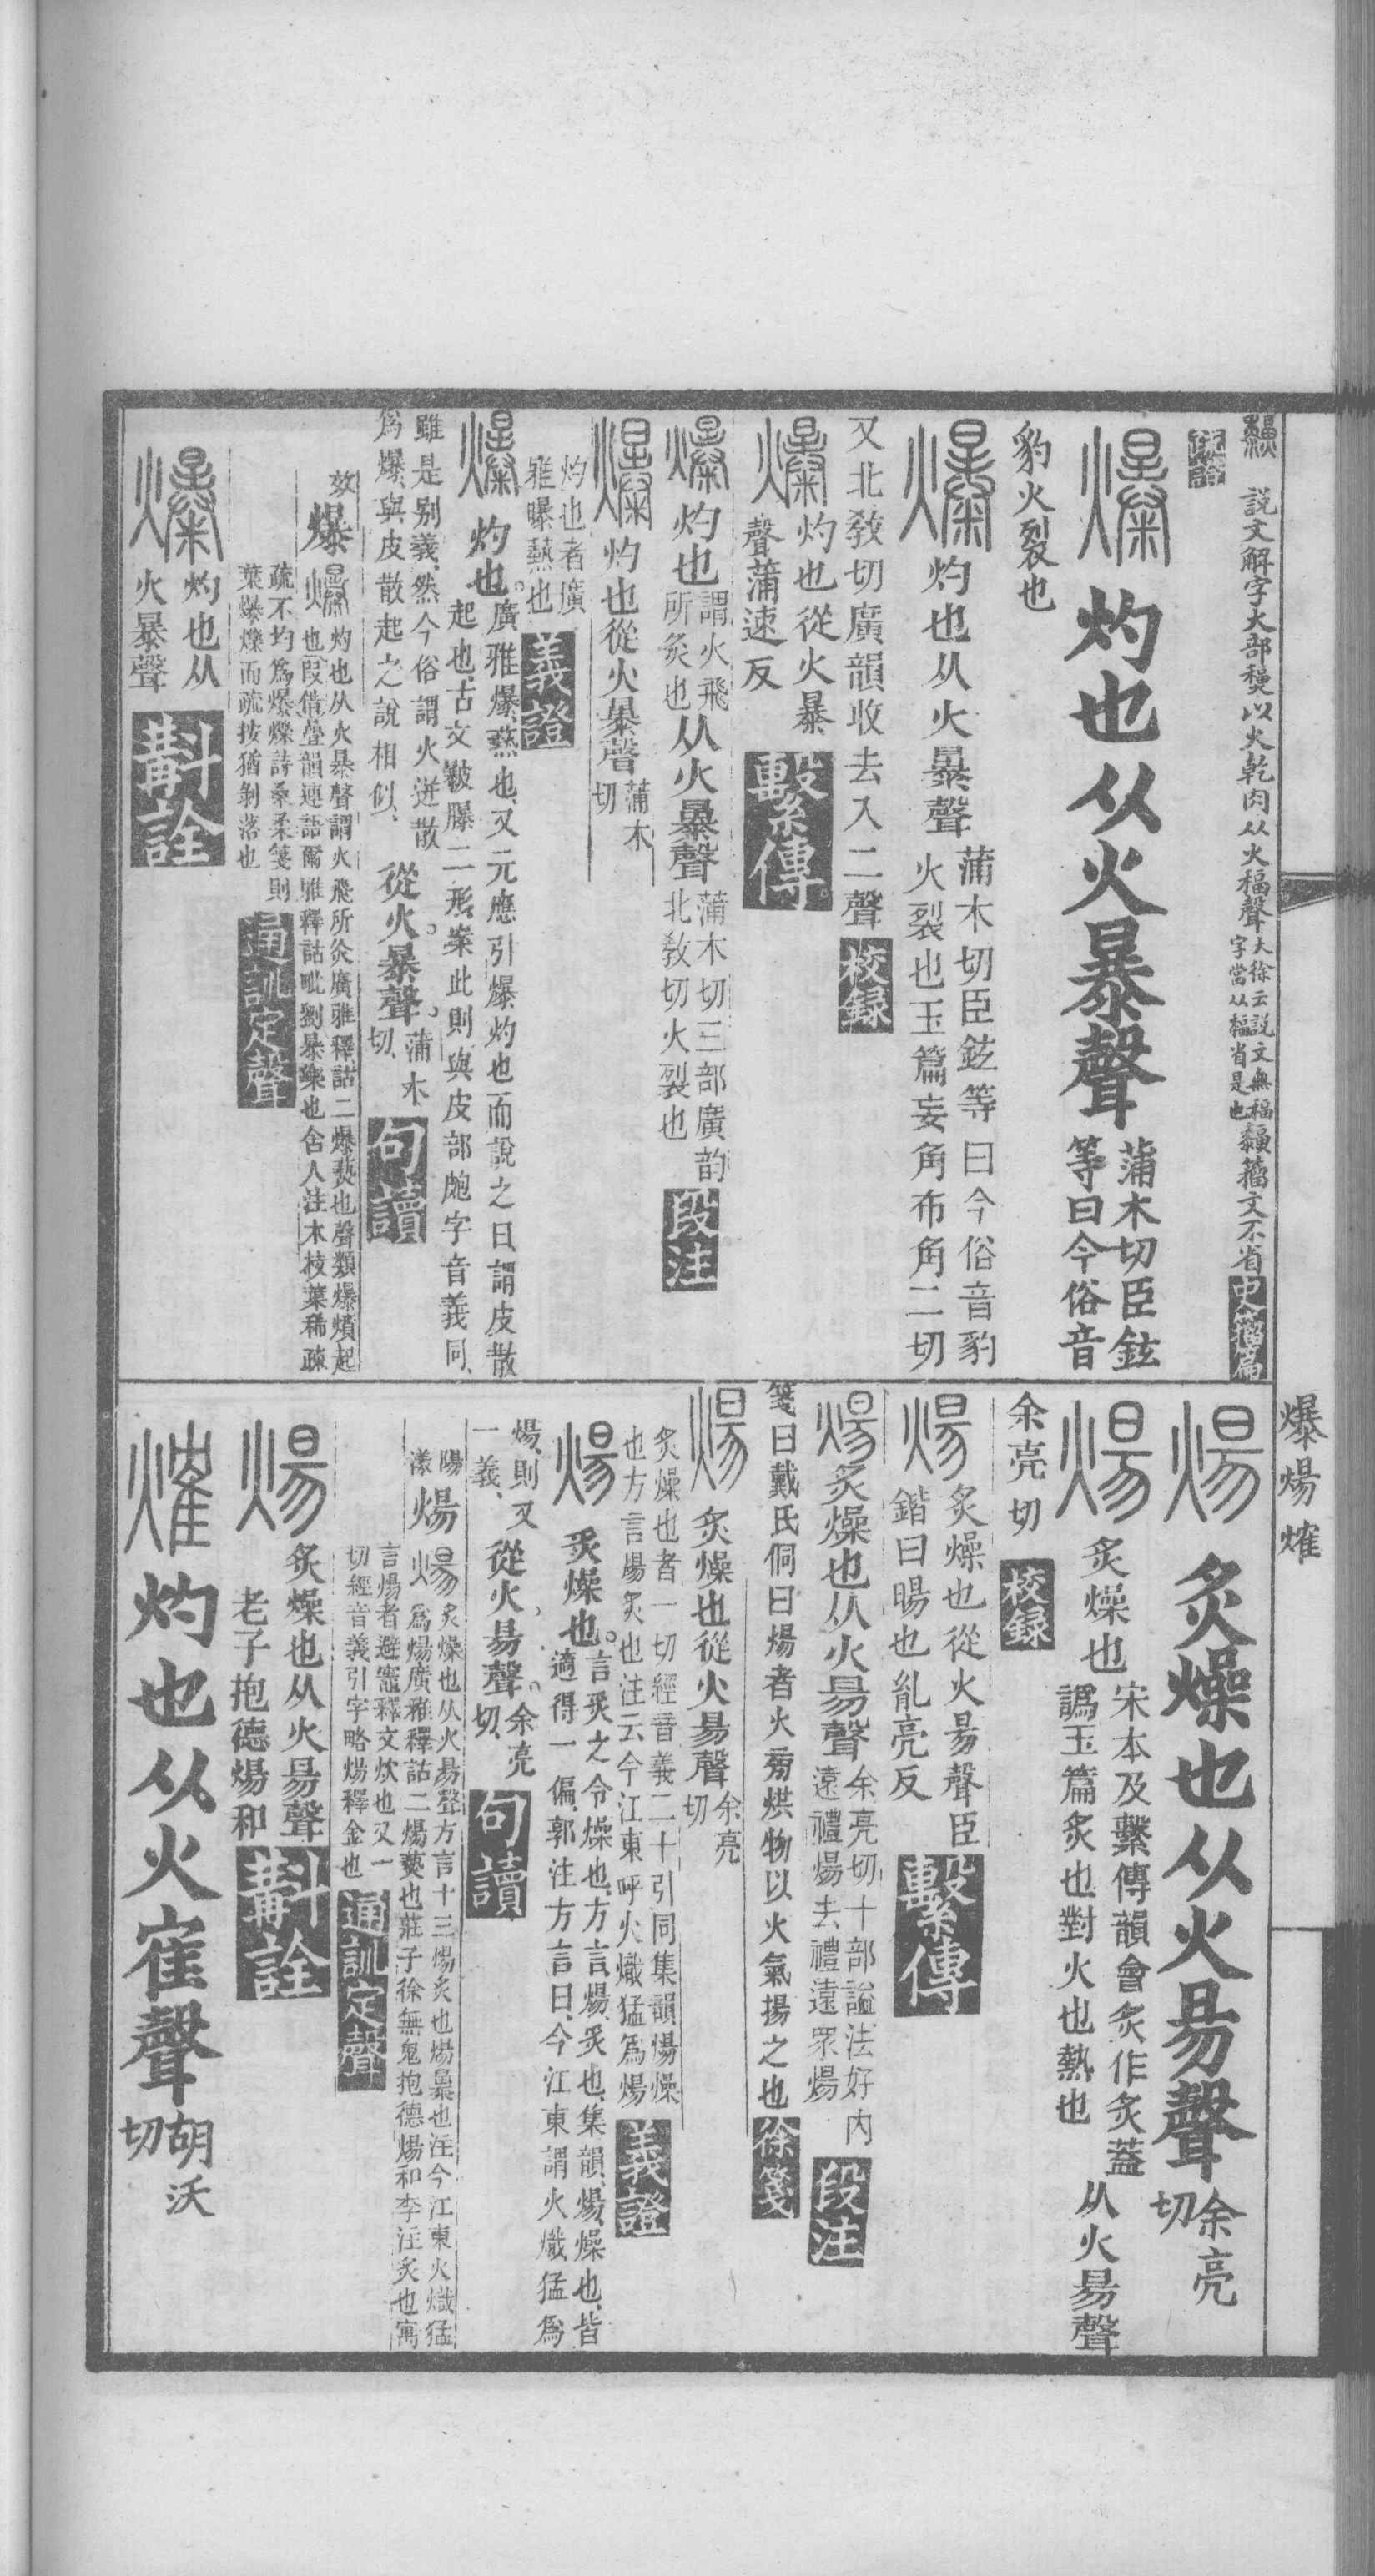 說文解字大部𤑔以火乾肉从火稫聲大徐云說文無稫字當从𥼶省是也 籒文不省 史籒篇
爆 灼也从火暴聲 蒲木切臣鉉等曰今俗音
豹火裂也
爆 灼也从火暴聲 蒲木切臣鉉等曰今俗音豹火裂也玉篇妄角布角二切
又北敎切廣韻收去入二聲 校録
爆 灼也從火暴聲蒲速反 繫傳
爆 灼也 謂火飛所灸也 从火暴聲 蒲木切三部廣韵北敎切火裂也 段注
爆 灼也從火暴聲 蒲木切
灼也者廣雅曝熱也 義證
爆 灼也。廣雅爆、爇也、又元應引爆灼也而說之曰、謂皮散起也、古文皺㿺二形、案此則與皮部皰字音義同、
雖是別義、然今俗謂火迸散爲爆、與皮散起之說相似、 從火。暴聲。蒲木切、 句讀
效 爆 灼也从火暴聲謂火飛所灸廣雅釋詁二爆爇也聲類爆熕起也叚借疊韻連語爾雅釋詁毗劉暴樂也舍人注木枝葉稀疎
疏不均爲爆爍詩桑柔箋則葉爆爍而疏按猶剝落也 通訓定聲
爆 灼也从火暴聲 斠詮
爆煬㸌
煬 炙燥也从火昜聲 余亮切
煬 炙燥也 宋本及繫傳韻會炙作炙蓋譌玉篇炙也對火也熱也 从火昜聲
余亮切 校録
煬 炙燥也從火昜聲臣鍇曰暘也亂亮反 繫傳
煬 炙燥也从火昜聲 余亮切十部諡法好内遠禮煬去禮遠眾煬 段注
箋曰戴氏侗曰煬者火旁烘物以火氣揚之也 徐箋
煬 炙燥也從火昜聲 余亮切
炙燥也者一切經音義二十引同集韻煬燥也方言煬炙也注云今江東呼火熾猛爲煬 義證
煬 炙燥也。言炙之令燥也、方言煬、炙也、集韻、煬、燥也、皆適得一偏、郭注方言曰、今江東謂火熾猛爲
煬、則又一義、 從火、昜聲。余亮切、 句讀
陽漾 煬 炙燥也从火昜聲方言十三煬炙也煬暴也注今江東火熾猛爲煬廣雅釋詁二煬爇也莊子徐無鬼抱德煬和李注炙也寓
言煬者避竈釋文炊也又一切經音義引字略煬釋金也 通訓定聲
煬 炙燥也从火昜聲老子抱德煬和 斠詮
㸌 灼也从火隺聲 胡沃切